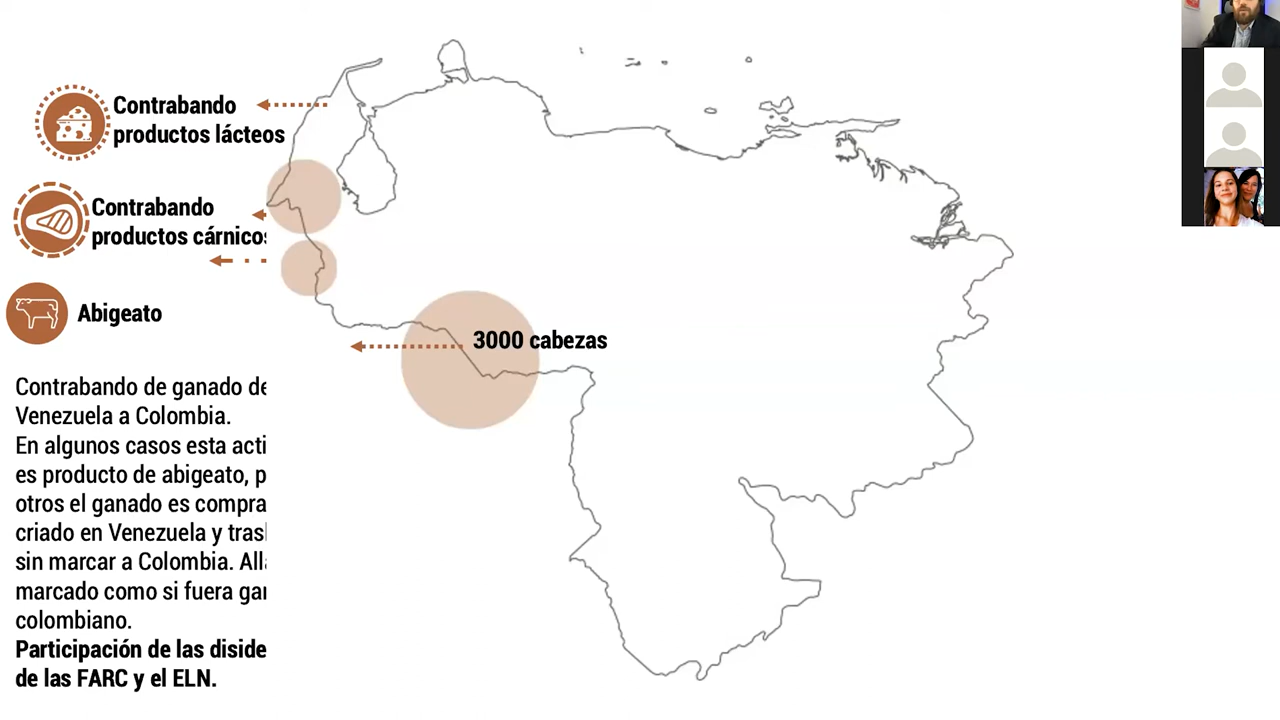 Contrabando
productos lácteos
Contrabando
productos cárnicos
Abigeato
3000 cabezas
Contrabando de ganado de
Venezuela a Colombia.
En algunos casos esta acti
es producto de abigeato, p
otros el ganado es compra
criado en Venezuela y trasl
sin marcar a Colombia. Allá
marcado como si fuera gan
colombiano.
Participación de las diside
de las FARC y el ELN.